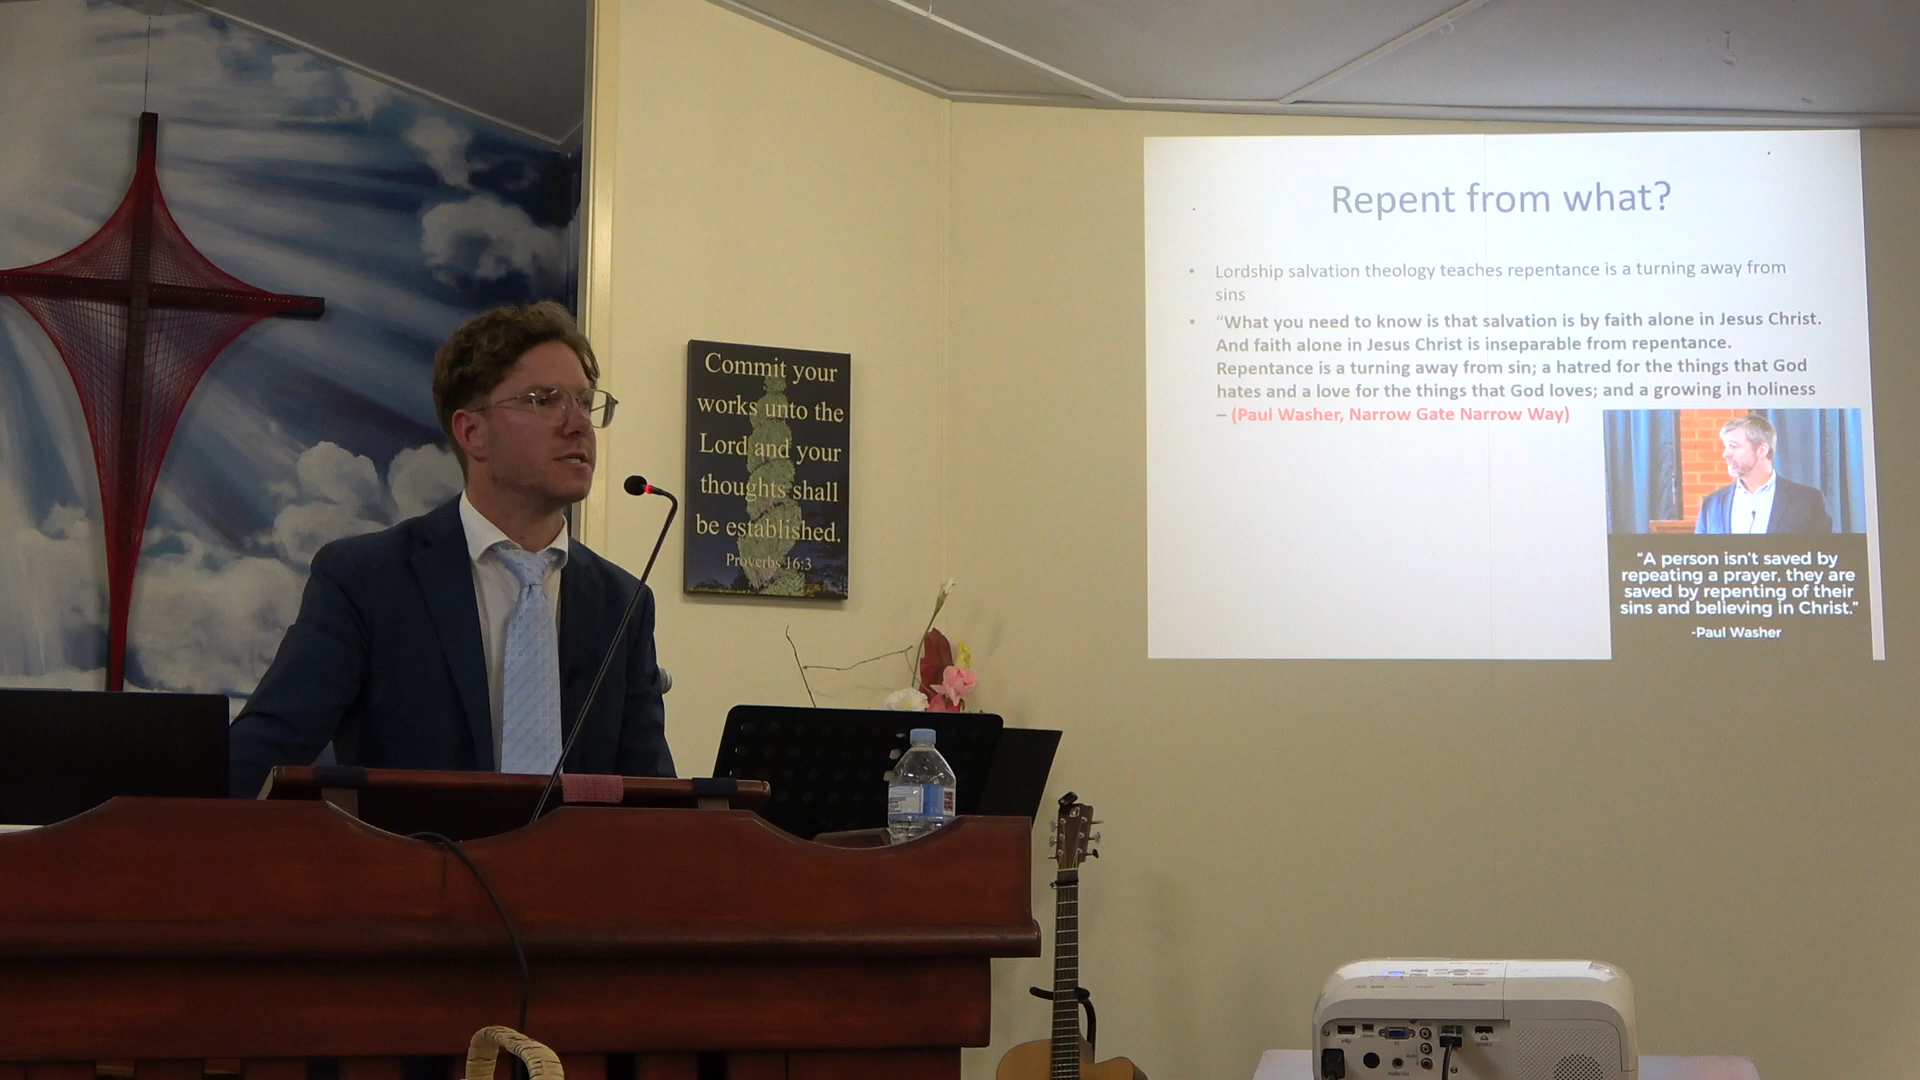 Commit your
works unto the
Lord and your
thoughts shall
be established.
Proverbs 16:3
Repent from what?
• Lordship salvation theology teaches repentance is a turning away from
sins
• “What you need to know is that salvation is by faith alone in Jesus Christ.
And faith alone in Jesus Christ is inseparable from repentance.
Repentance is a turning away from sin; a hatred for the things that God
hates and a love for the things that God loves; and a growing in holiness
– (Paul Washer, Narrow Gate Narrow Way)
“A person isn't saved by
repeating a prayer, they are
saved by repenting of their
sins and believing in Christ.”
-Paul Washer